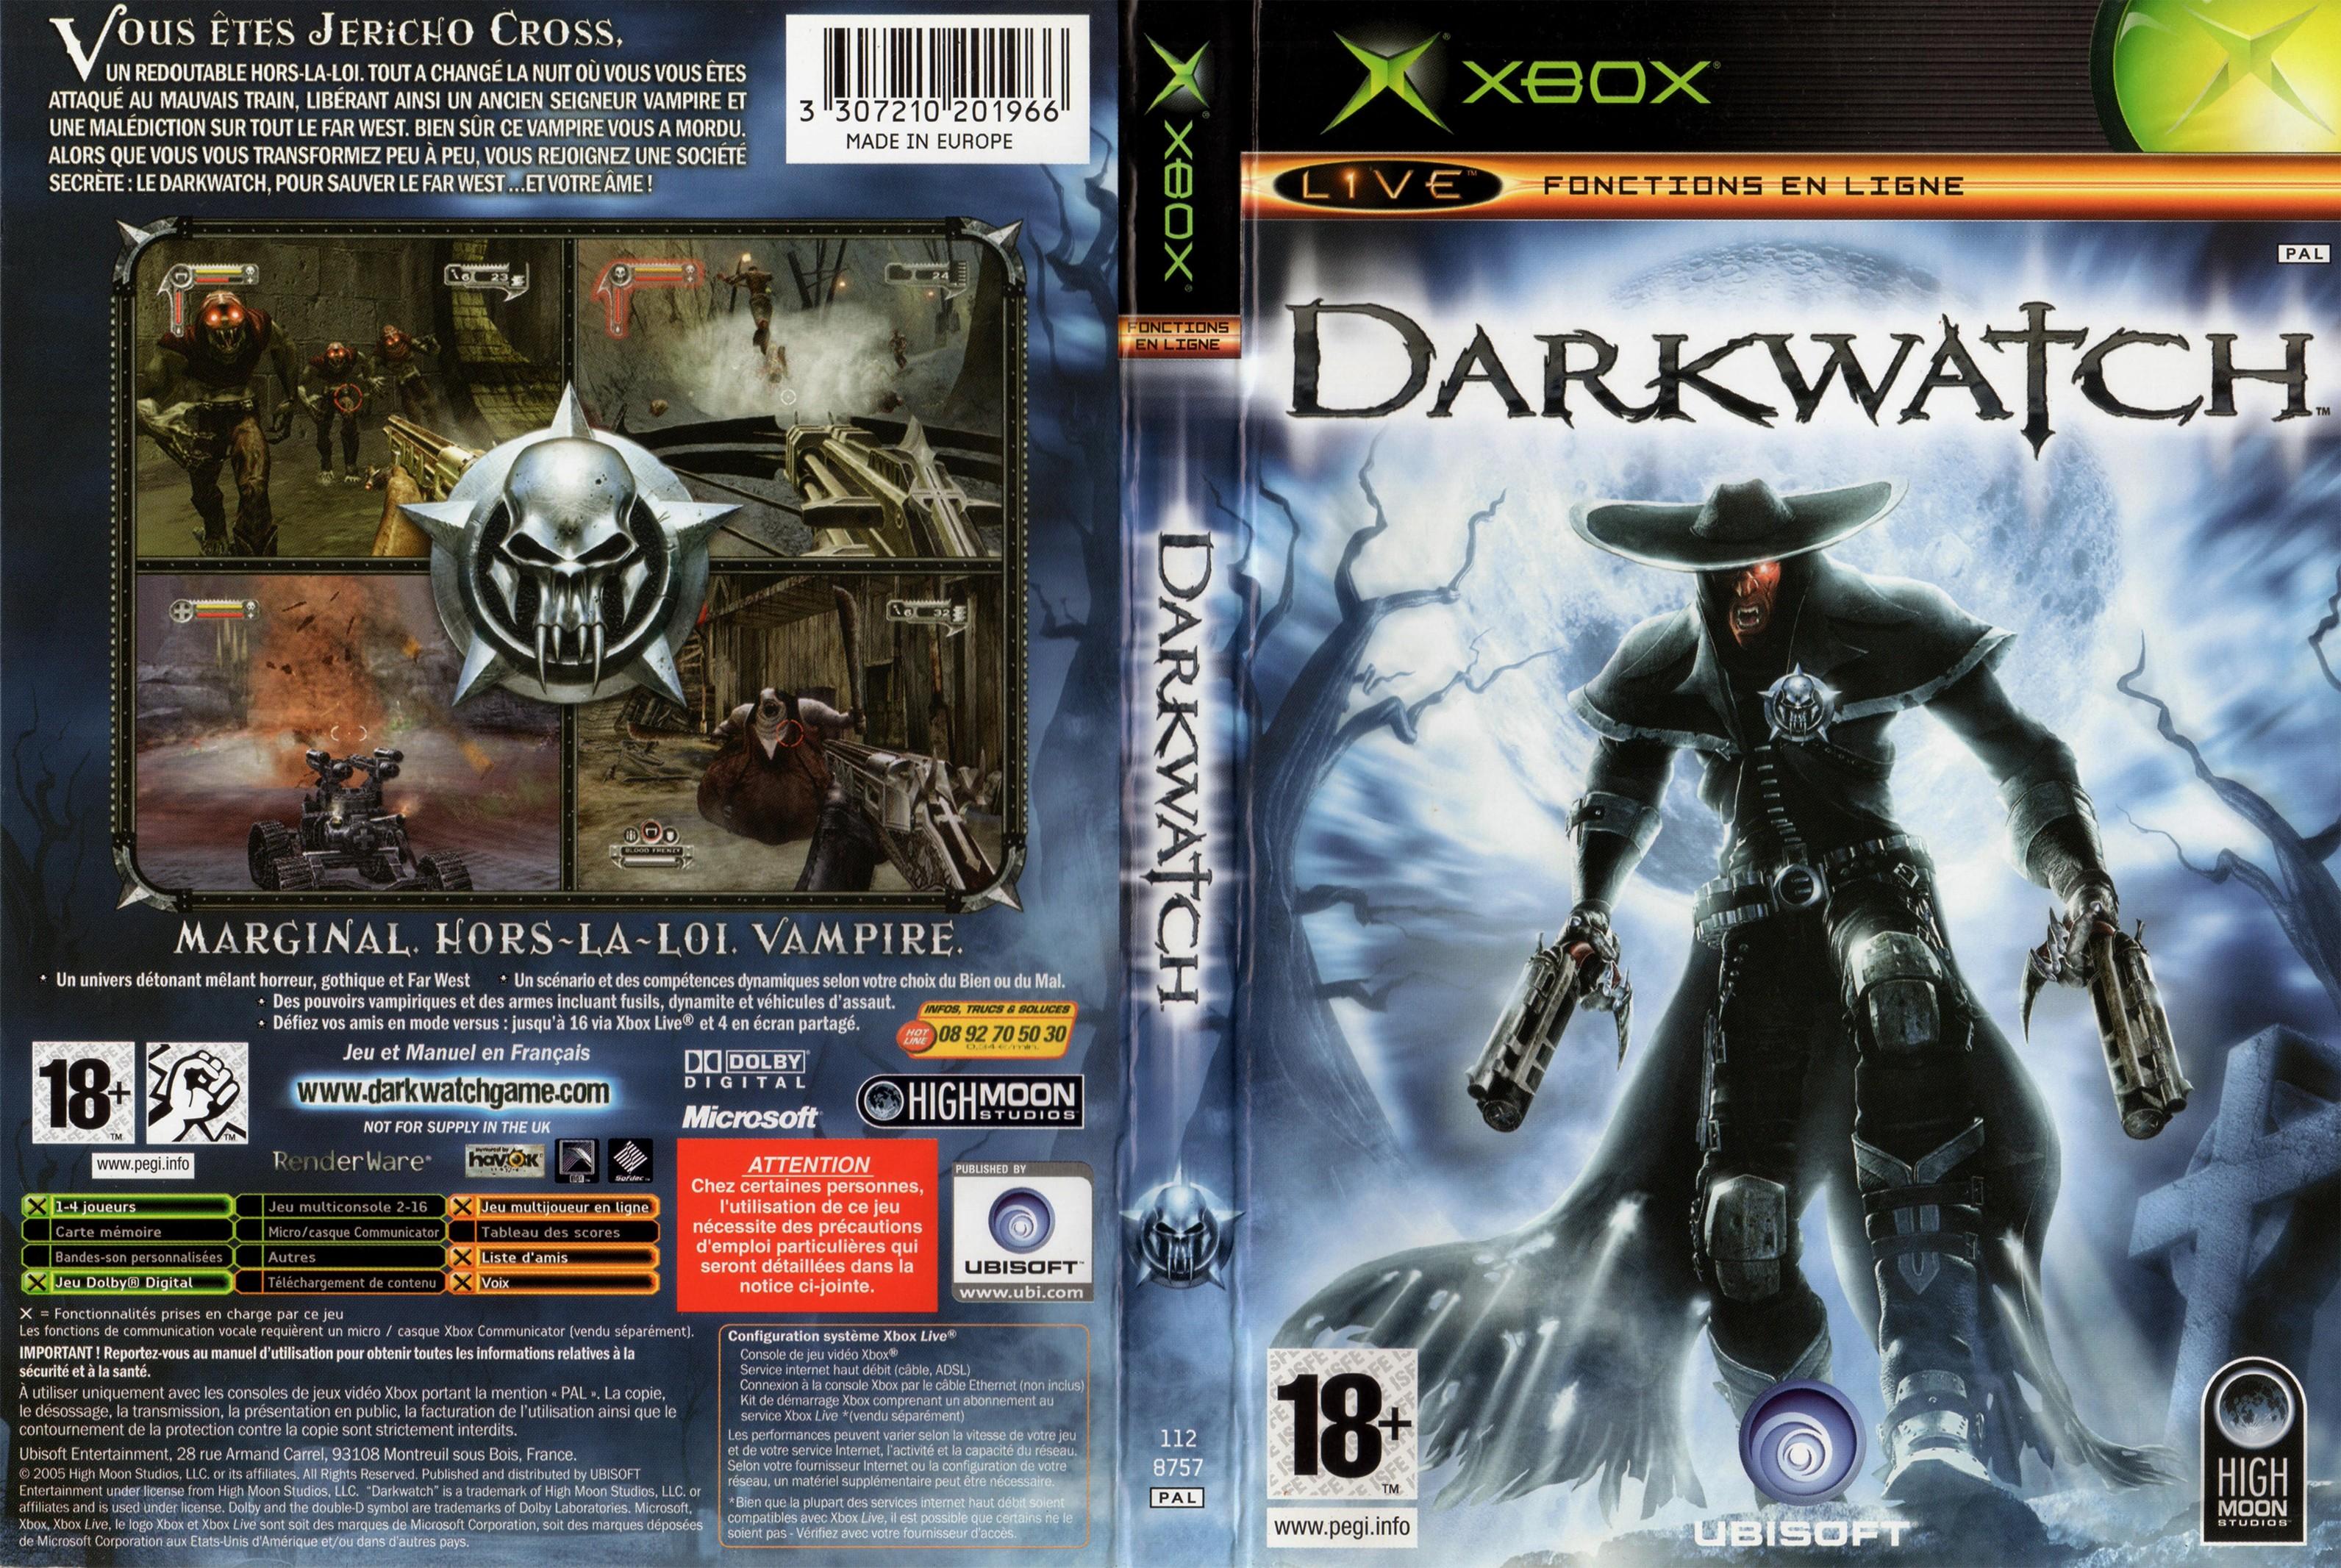 VOUS ÊTES JERICHO CROSS,
UN REDOUTABLE HORS-LA-LOI. TOUT A CHANGÉ LA NUIT OÙ VOUS VOUS ÊTES
ATTAQUÉ AU MAUVAIS TRAIN, LIBÉRANT AINSI UN ANCIEN SEIGNEUR VAMPIRE ET
UNE MALÉDICTION SUR TOUT LE FAR WEST. BIEN SÛR CE VAMPIRE VOUS A MORDU.
ALORS QUE VOUS VOUS TRANSFORMEZ PEU À PEU, VOUS REJOIGNEZ UNE SOCIÉTÉ
SECRÈTE : LE DARKWATCH, POUR SAUVER LE FAR WEST ...ET VOTRE ÂME !
3 307210 201966
MADE IN EUROPE
6 23
24
6 32
BLOOD FRENZY
MARGINAL. HORS~LA~LOI. VAMPIRE.
* Un univers détonant mêlant horreur, gothique et Far West * Un scénario et des compétences dynamiques selon votre choix du Bien ou du Mal.
* Des pouvoirs vampiriques et des armes incluant fusils, dynamite et véhicules d'assaut.
* Défiez vos amis en mode versus : jusqu'à 16 via Xbox Live® et 4 en écran partagé.
INFOS, TRUCS & SOLUCES
HOT LINE 08 92 70 50 30
0,34 €/min.
18+
TM
TM
www.pegi.info
Jeu et Manuel en Français
www.darkwatchgame.com
NOT FOR SUPPLY IN THE UK
DOLBY
DIGITAL
Microsoft®
HIGH MOON
STUDIOS
RenderWare®
powered by
havok
Sofdec
1-4 joueurs
Carte mémoire
Bandes-son personnalisées
Jeu Dolby® Digital
Jeu multiconsole 2-16
Micro/casque Communicator
Autres
Téléchargement de contenu
Jeu multijoueur en ligne
Tableau des scores
Liste d'amis
Voix
ATTENTION
Chez certaines personnes,
l'utilisation de ce jeu
nécessite des précautions
d'emploi particulières qui
seront détaillées dans la
notice ci-jointe.
PUBLISHED BY
UBISOFT™
www.ubi.com
X = Fonctionnalités prises en charge par ce jeu
Les fonctions de communication vocale requièrent un micro / casque Xbox Communicator (vendu séparément).
IMPORTANT ! Reportez-vous au manuel d'utilisation pour obtenir toutes les informations relatives à la
sécurité et à la santé.
À utiliser uniquement avec les consoles de jeux vidéo Xbox portant la mention « PAL ». La copie,
le désossage, la transmission, la présentation en public, la facturation de l'utilisation ainsi que le
contournement de la protection contre la copie sont strictement interdits.
Ubisoft Entertainment, 28 rue Armand Carrel, 93108 Montreuil sous Bois, France.
© 2005 High Moon Studios, LLC. or its affiliates. All Rights Reserved. Published and distributed by UBISOFT
Entertainment under license from High Moon Studios, LLC. "Darkwatch" is a trademark of High Moon Studios, LLC. or
affiliates and is used under license. Dolby and the double-D symbol are trademarks of Dolby Laboratories. Microsoft,
Xbox, Xbox Live, le logo Xbox et Xbox Live sont soit des marques de Microsoft Corporation, soit des marques déposées
de Microsoft Corporation aux Etats-Unis d'Amérique et/ou dans d'autres pays.
Configuration système Xbox Live®
Console de jeu vidéo Xbox®
Service internet haut débit (câble, ADSL)
Connexion à la console Xbox par le câble Ethernet (non inclus)
Kit de démarrage Xbox comprenant un abonnement au
service Xbox Live *(vendu séparément)
Les performances peuvent varier selon la vitesse de votre jeu
et de votre service Internet, l'activité et la capacité du réseau.
Selon votre fournisseur Internet ou la configuration de votre
réseau, un matériel supplémentaire peut être nécessaire.
*Bien que la plupart des services internet haut débit soient
compatibles avec Xbox Live, il est possible que certains ne le
soient pas - Vérifiez avec votre fournisseur d'accès.
XBOX®
FONCTIONS
EN LIGNE
DARKWATCH
112
8757
PAL
XBOX®
LIVE™ FONCTIONS EN LIGNE
PAL
DARKWATCH™
18+
TM
www.pegi.info
UBISOFT
HIGH
MOON
STUDIOS